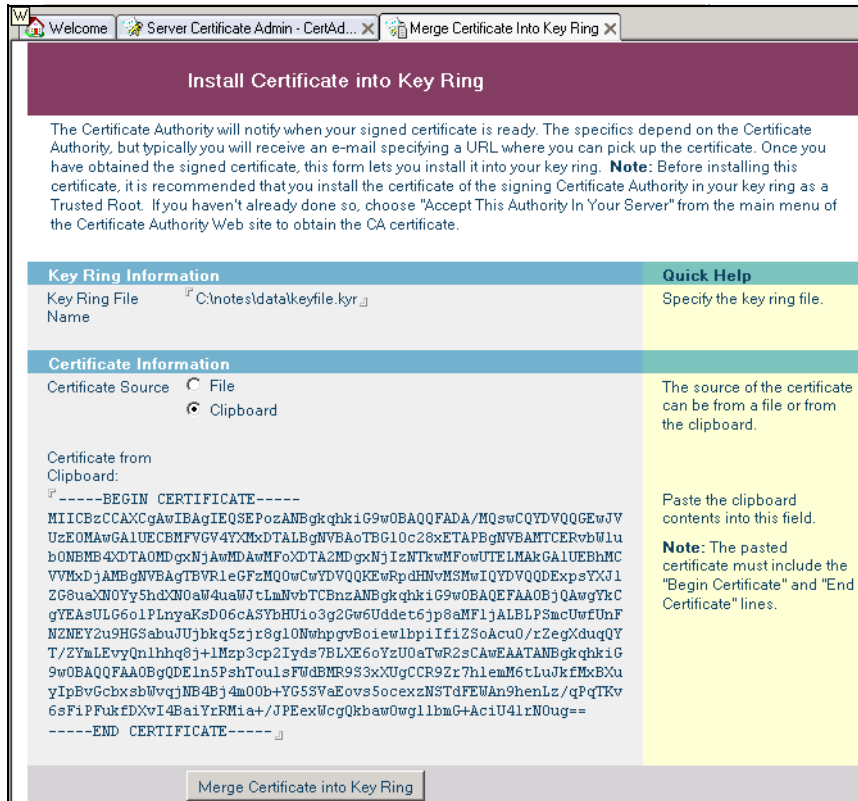 W
Welcome
Server Certificate Admin - CertAd...
Merge Certificate Into Key Ring
Install Certificate into Key Ring
The Certificate Authority will notify when your signed certificate is ready. The specifics depend on the Certificate
Authority, but typically you will receive an e-mail specifying a URL where you can pick up the certificate. Once you
have obtained the signed certificate, this form lets you install it into your key ring. Note: Before installing this
certificate, it is recommended that you install the certificate of the signing Certificate Authority in your key ring as a
Trusted Root. If you haven't already done so, choose "Accept This Authority In Your Server" from the main menu of
the Certificate Authority Web site to obtain the CA certificate.
Key Ring Information
Quick Help
Key Ring File
Name
C:\notes\data\keyfile.kyr
Specify the key ring file.
Certificate Information
Certificate Source
File
Clipboard
The source of the certificate
can be from a file or from
the clipboard.
Certificate from
Clipboard:
-----BEGIN CERTIFICATE-----
MIICBzCCAXCgAwIBAgIEQSEPozANBgkqhkiG9w0BAQQFADA/MQswCQYDVQQGEwJV
UzEOMAwGA1UECBMFVGV4YXMxDTALBgNVBAoTBG10c28xETAPBgNVBAMTCERvbWlu
b0NBMB4XDTA0MDgxNjAwMDAwMFoXDTA2MDgxNjIzNTkwMFowUTELMAkGA1UEBhMC
VVMxDjAMBgNVBAgTBVRleGFzMQ0wCwYDVQQKEwRpdHNvMSMwIQYDVQQDExpsYXJl
ZG8uaXN0Yy5hdXN0aW4uaWJtLmNvbTCBnzANBgkqhkiG9w0BAQEFAAOBjQAwgYkC
gYEAsULG6olPLnyaKsDO6cASYbHUio3g2Gw6Uddet6jp8aMFljALBLPSmcUwfUnF
NZNEY2u9HGSabuJUjbkq5zjr8glONwhpgvBoiewlbpiIfiZSoAcu0/rZegXduqQY
T/ZYmLEvyQnlhhq8j+1Mzp3cp2Iyds7BLXE6oYzU0aTwR2sCAwEAATANBgkqhkiG
9w0BAQQFAAOBgQDEln5PshToulsFWdBMR9S3xXUgCCR9Zr7hlemM6tLuJkfMxBXu
yIpBvGcbxsbWvqjNB4Bj4m00b+YG5SVaEovs5ocexzNSTdFEWAn9henLz/qPqTKv
6sFiPFukfDXvI4BaiYrRMia+/JPEexWcgQkbaw0wgllbmG+AciU4lrN0ug==
-----END CERTIFICATE-----
Paste the clipboard
contents into this field.
Note: The pasted
certificate must include the
"Begin Certificate" and "End
Certificate" lines.
Merge Certificate into Key Ring